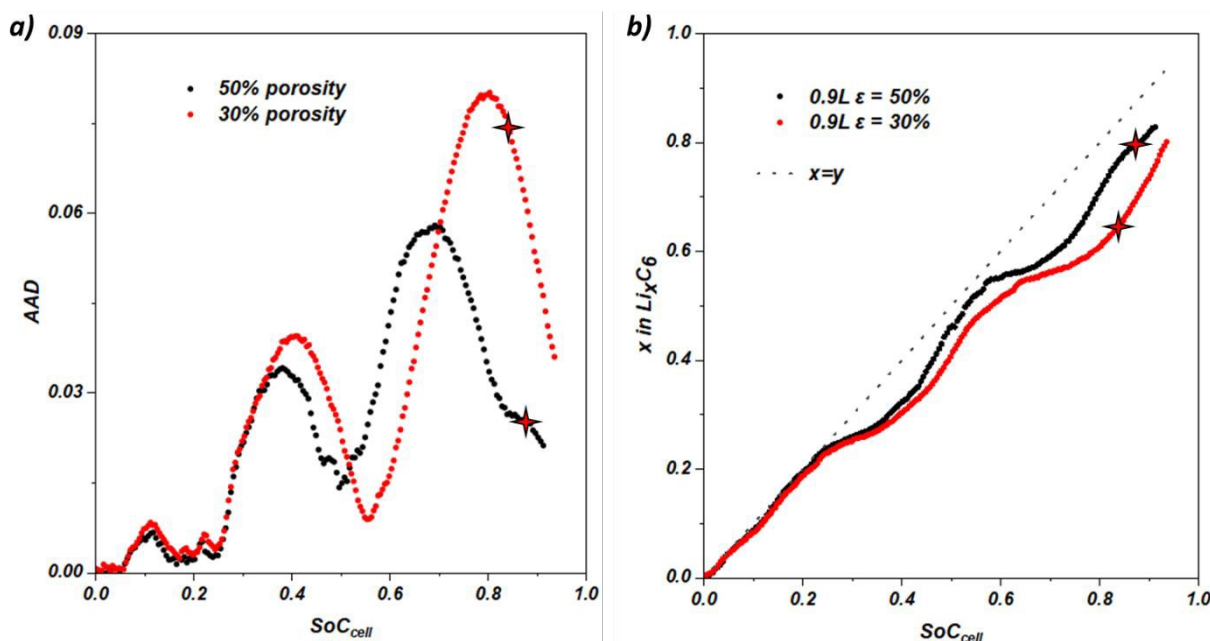 a)
0.09
0.06
0.03
0.00
AAD
50% porosity
30% porosity
0.0 0.2 0.4 0.6 0.8 1.0
SoC_cell
b)
1.0
0.8
0.6
0.4
0.2
0.0
x in Li_xC_6
0.9L ε = 50%
0.9L ε = 30%
x=y
0.0 0.2 0.4 0.6 0.8 1.0
SoC_cell